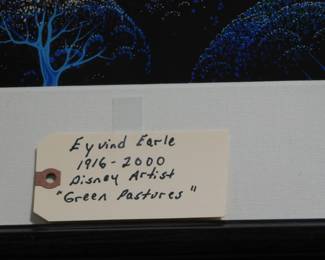 Eyvind Earle
1916-2000
Disney Artist
"Green Pastures"